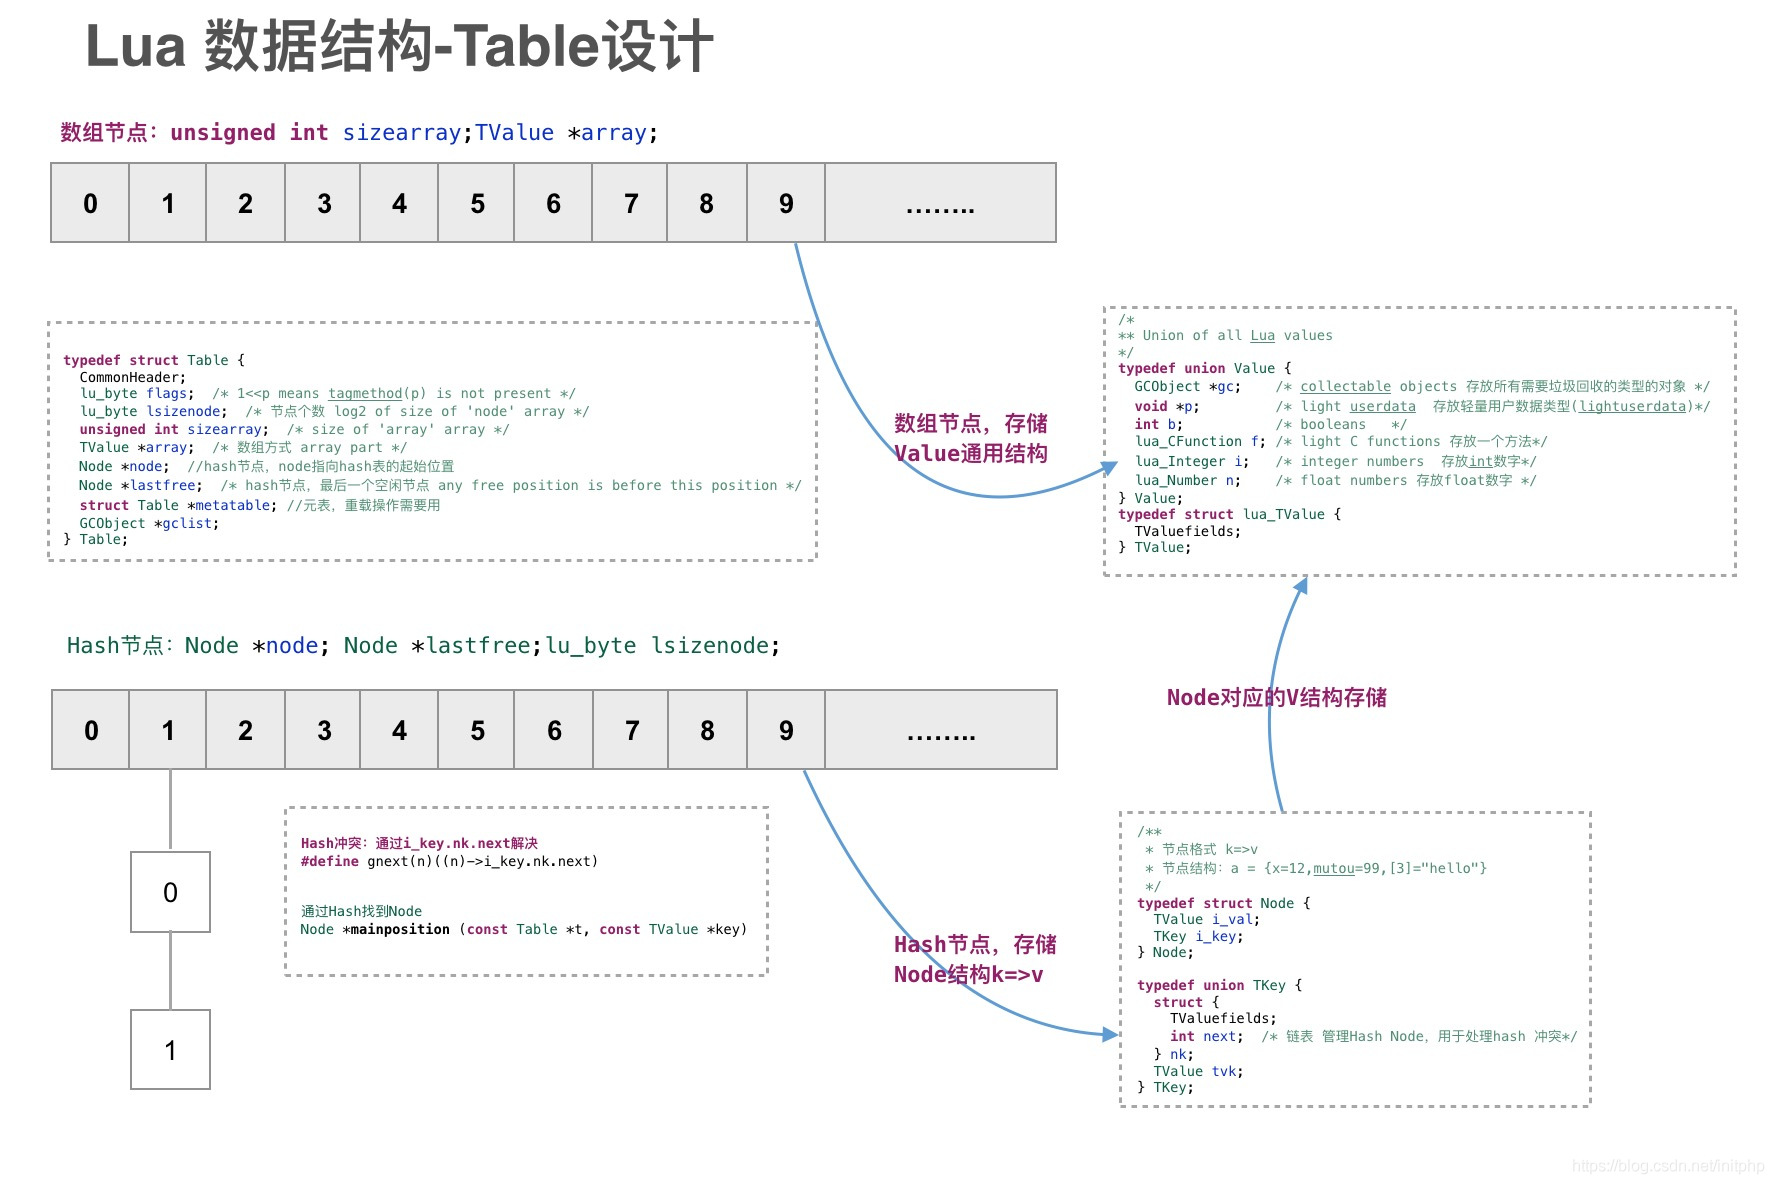 Lua 数据结构-Table设计
数组节点：unsigned int sizearray;TValue *array;
0 1 2 3 4 5 6 7 8 9 ........
typedef struct Table {
CommonHeader;
lu_byte flags; /* 1<<p means tagmethod(p) is not present */
lu_byte lsizenode; /* 节点个数 log2 of size of 'node' array */
unsigned int sizearray; /* size of 'array' array */
TValue *array; /* 数组方式 array part */
Node *node; //hash节点，node指向hash表的起始位置
Node *lastfree; /* hash节点，最后一个空闲节点 any free position is before this position */
struct Table *metatable; //元表，重载操作需要用
GCObject *gclist;
} Table;
数组节点，存储
Value通用结构
/*
** Union of all Lua values
*/
typedef union Value {
GCObject *gc; /* collectable objects 存放所有需要垃圾回收的类型的对象 */
void *p; /* light userdata 存放轻量用户数据类型(lightuserdata)*/
int b; /* booleans */
lua_CFunction f; /* light C functions 存放一个方法*/
lua_Integer i; /* integer numbers 存放int数字*/
lua_Number n; /* float numbers 存放float数字 */
} Value;
typedef struct lua_TValue {
TValuefields;
} TValue;
Hash节点：Node *node; Node *lastfree;lu_byte lsizenode;
0 1 2 3 4 5 6 7 8 9 ........
0
1
Hash冲突：通过i_key.nk.next解决
#define gnext(n)((n)->i_key.nk.next)
通过Hash找到Node
Node *mainposition (const Table *t, const TValue *key)
Hash节点，存储
Node结构k=>v
Node对应的V结构存储
/**
* 节点格式 k=>v
* 节点结构：a = {x=12,mutou=99,[3]="hello"}
*/
typedef struct Node {
TValue i_val;
TKey i_key;
} Node;
typedef union TKey {
struct {
TValuefields;
int next; /* 链表 管理Hash Node，用于处理hash 冲突*/
} nk;
TValue tvk;
} TKey;
https://blog.csdn.net/initphp